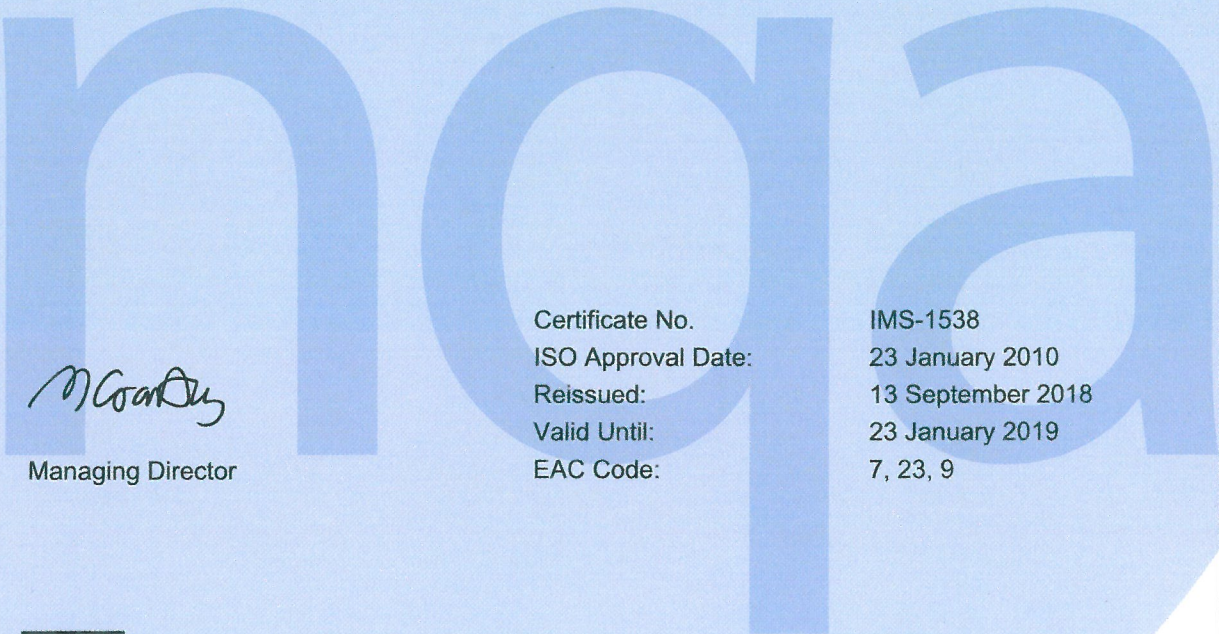 nqa
Certificate No. IMS-1538
ISO Approval Date: 23 January 2010
Reissued: 13 September 2018
Valid Until: 23 January 2019
EAC Code: 7, 23, 9
Managing Director